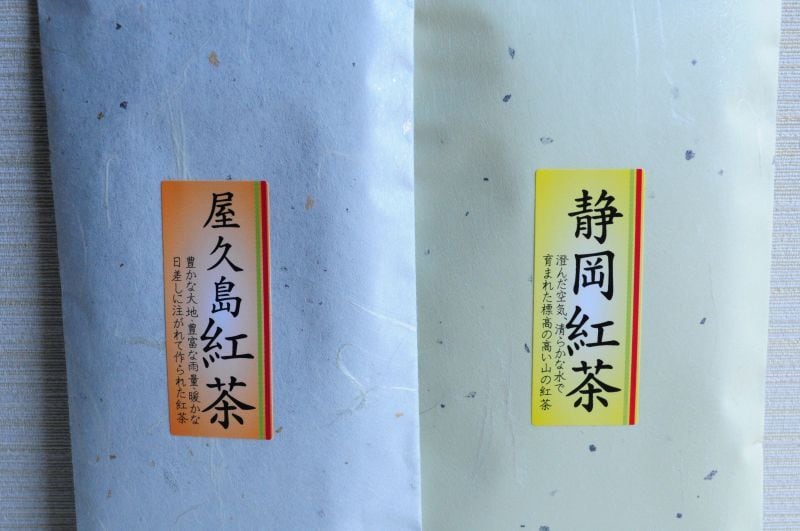 屋久島紅茶
豊かな大地・豊富な雨量・暖かな
日差しに注がれて作られた紅茶
静岡紅茶
澄んだ空気、清らかな水で
育まれた標高の高い山の紅茶